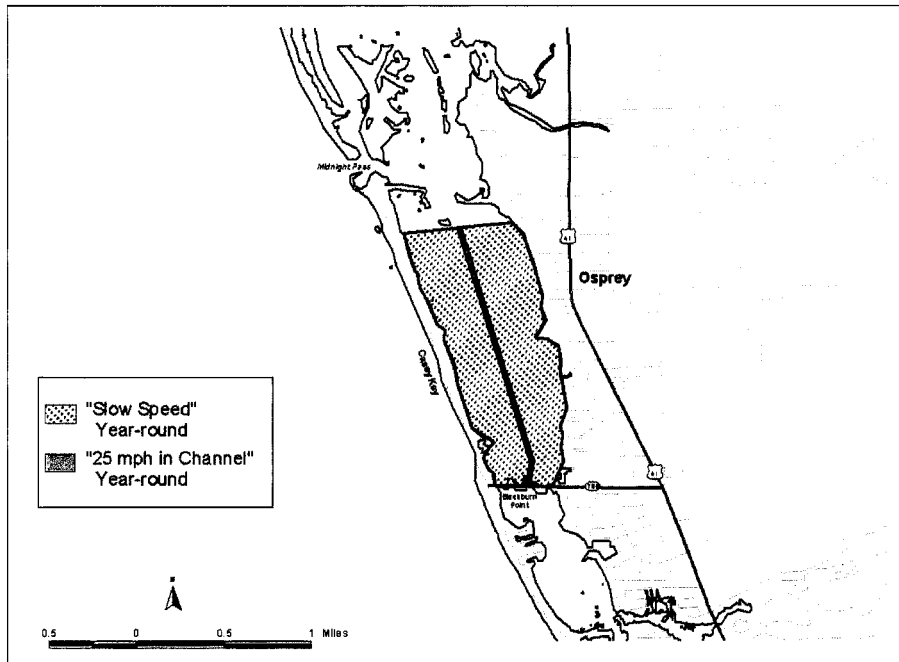 Midnight Pass
41
Osprey
Casey Key
"Slow Speed"
Year-round
"25 mph in Channel"
Year-round
41
Blackburn
Point
0.5 0 0.5 1 Miles